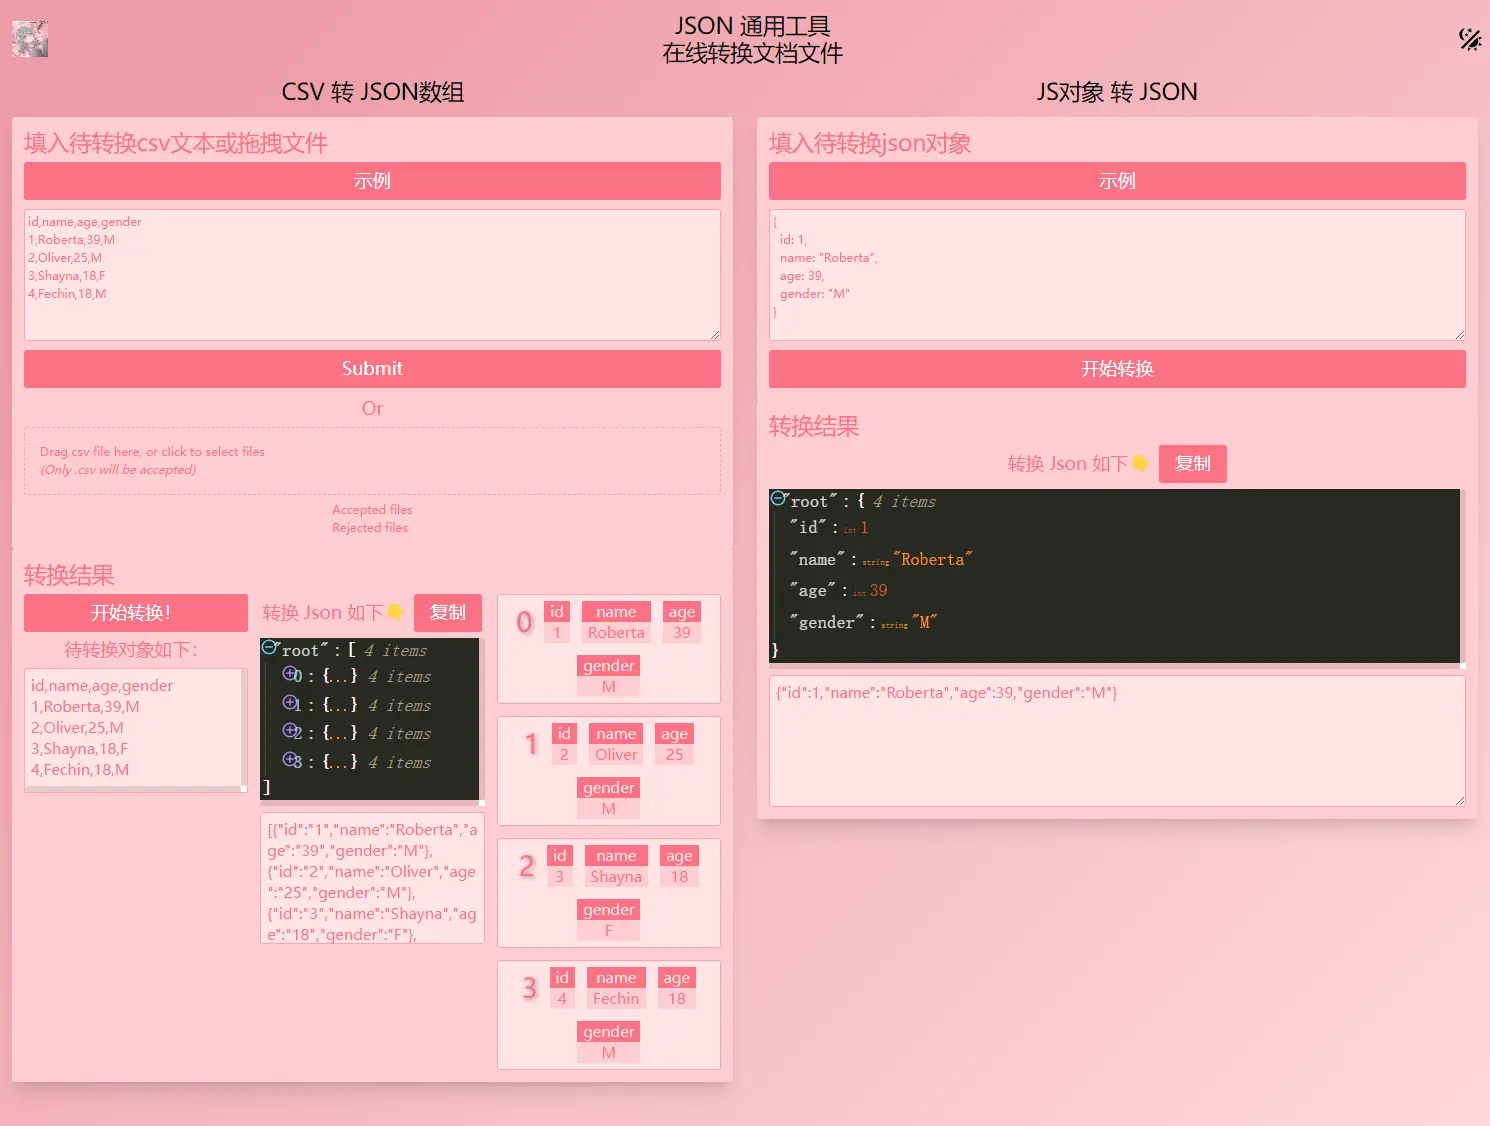 JSON 通用工具
在线转换文档文件
CSV 转 JSON数组
填入待转换csv文本或拖拽文件
示例
id,name,age,gender
1,Roberta,39,M
2,Oliver,25,M
3,Shayna,18,F
4,Fechin,18,M
Submit
Or
Drag csv file here, or click to select files
(Only .csv will be accepted)
Accepted files
Rejected files
转换结果
开始转换!
待转换对象如下:
id,name,age,gender
1,Roberta,39,M
2,Oliver,25,M
3,Shayna,18,F
4,Fechin,18,M
转换 Json 如下👇 复制
"root" : [ 4 items
0 : {...} 4 items
1 : {...} 4 items
2 : {...} 4 items
3 : {...} 4 items
]
[{"id":"1","name":"Roberta","a
ge":"39","gender":"M"},
{"id":"2","name":"Oliver","age
":"25","gender":"M"},
{"id":"3","name":"Shayna","ag
e":"18","gender":"F"},
0 id name age
1 Roberta 39
gender
M
1 id name age
2 Oliver 25
gender
M
2 id name age
3 Shayna 18
gender
F
3 id name age
4 Fechin 18
gender
M
JS对象 转 JSON
填入待转换json对象
示例
{
id: 1,
name: "Roberta",
age: 39,
gender: "M"
}
开始转换
转换结果
转换 Json 如下👇 复制
"root" : { 4 items
"id" : int 1
"name" : string "Roberta"
"age" : int 39
"gender" : string "M"
}
{"id":1,"name":"Roberta","age":39,"gender":"M"}